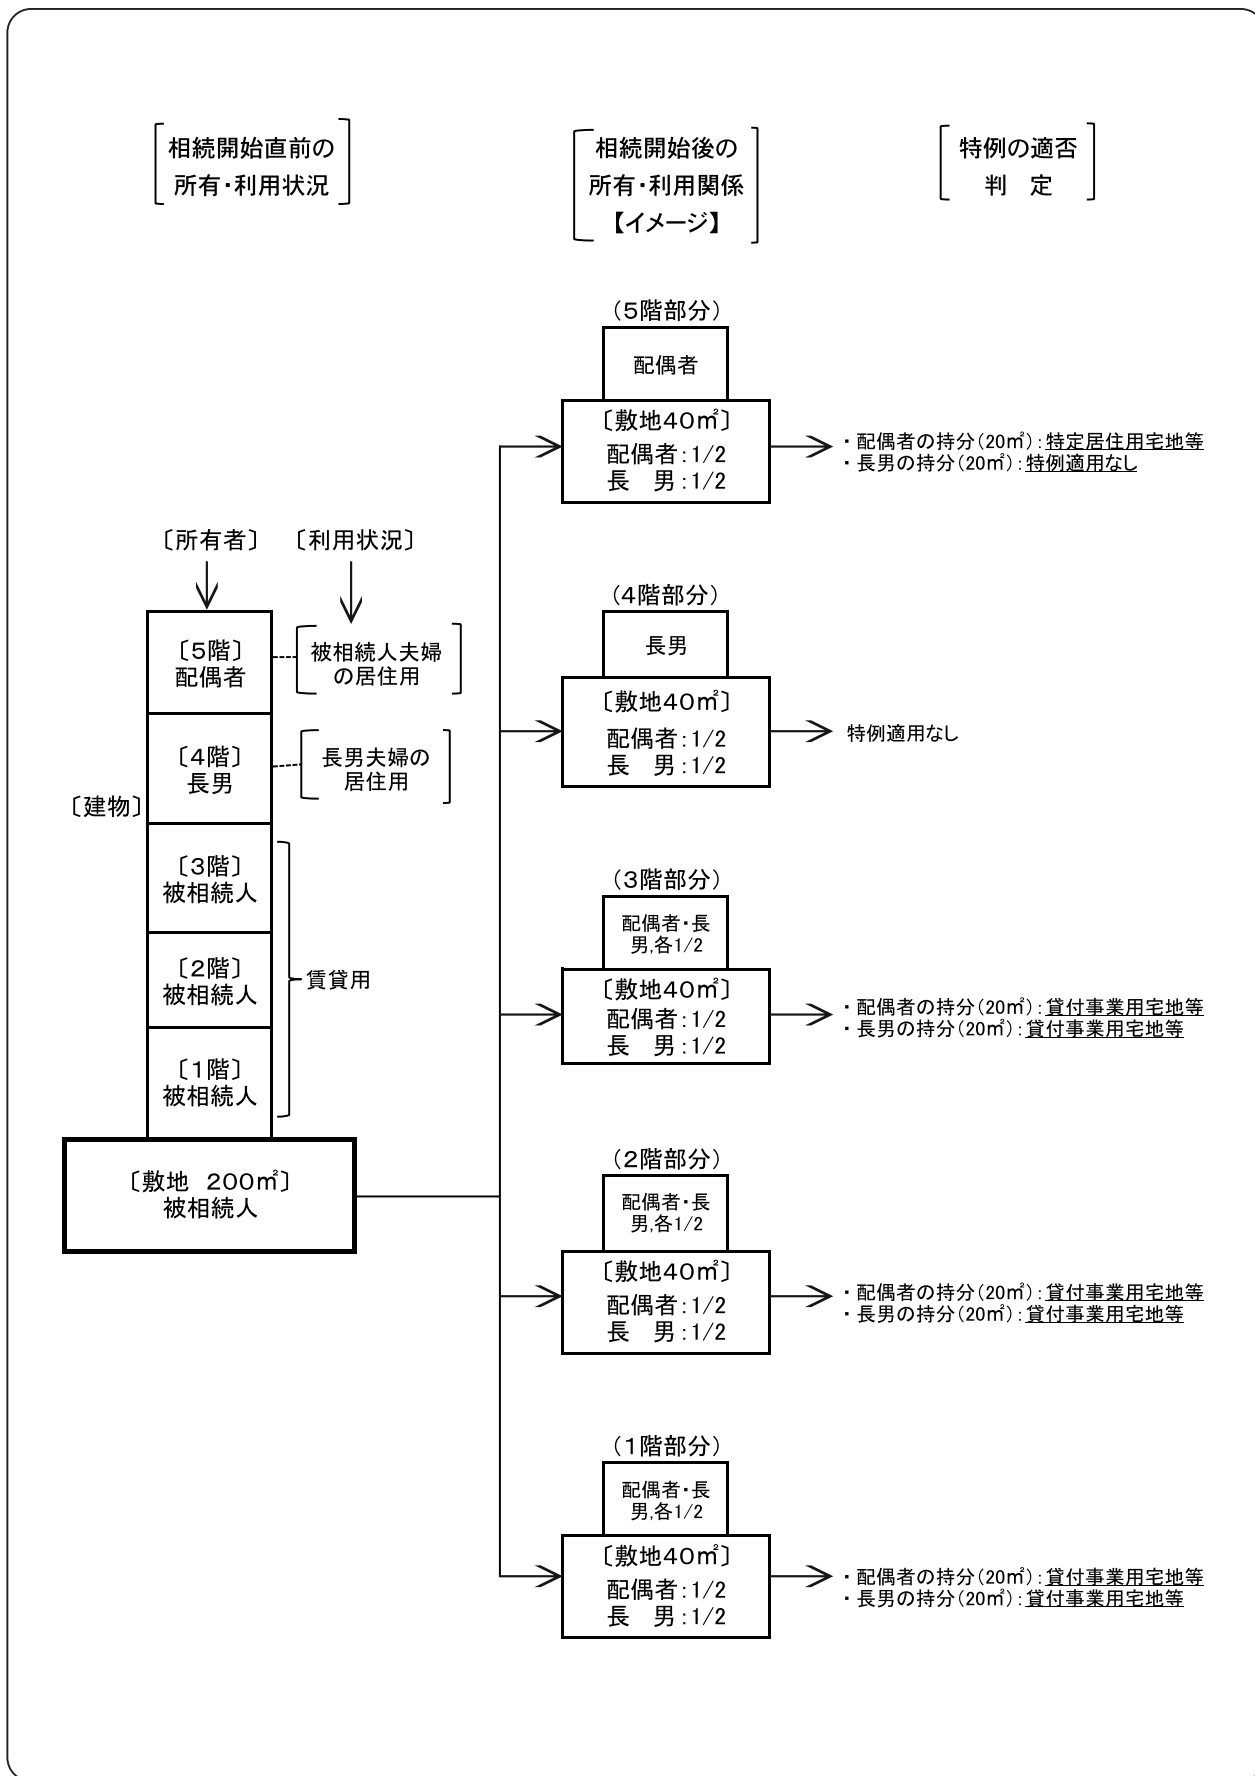 相続開始直前の
所有・利用状況
相続開始後の
所有・利用関係
【イメージ】
特例の適否
判　定
〔所有者〕
〔利用状況〕
〔建物〕
〔5階〕
配偶者
被相続人夫婦
の居住用
〔4階〕
長男
長男夫婦の
居住用
〔3階〕
被相続人
〔2階〕
被相続人
〔1階〕
被相続人
賃貸用
〔敷地　200㎡〕
被相続人
（5階部分）
配偶者
〔敷地40㎡〕
配偶者：1/2
長　男：1/2
・配偶者の持分（20㎡）：特定居住用宅地等
・長男の持分（20㎡）：特例適用なし
（4階部分）
長男
〔敷地40㎡〕
配偶者：1/2
長　男：1/2
特例適用なし
（3階部分）
配偶者・長
男,各1/2
〔敷地40㎡〕
配偶者：1/2
長　男：1/2
・配偶者の持分（20㎡）：貸付事業用宅地等
・長男の持分（20㎡）：貸付事業用宅地等
（2階部分）
配偶者・長
男,各1/2
〔敷地40㎡〕
配偶者：1/2
長　男：1/2
・配偶者の持分（20㎡）：貸付事業用宅地等
・長男の持分（20㎡）：貸付事業用宅地等
（1階部分）
配偶者・長
男,各1/2
〔敷地40㎡〕
配偶者：1/2
長　男：1/2
・配偶者の持分（20㎡）：貸付事業用宅地等
・長男の持分（20㎡）：貸付事業用宅地等